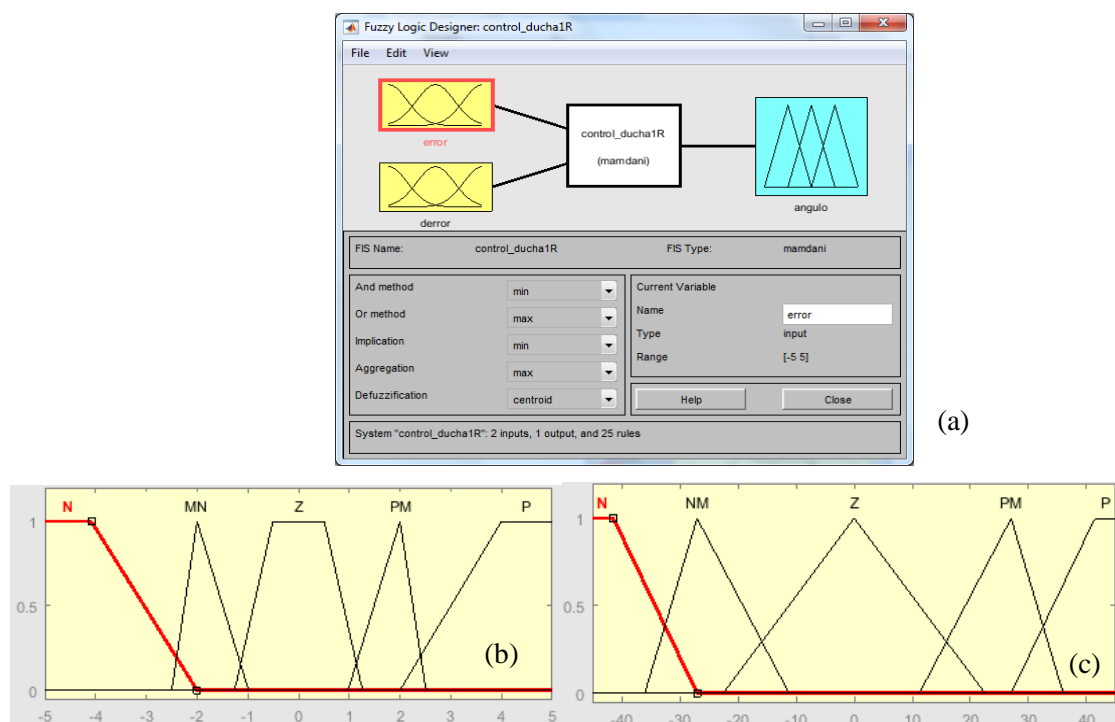 Fuzzy Logic Designer: control_ducha1R
File Edit View
error
derror
control_ducha1R
(mamdani)
angulo
FIS Name: control_ducha1R FIS Type: mamdani
And method min
Or method max
Implication min
Aggregation max
Defuzzification centroid
Current Variable
Name error
Type input
Range [-5 5]
Help Close
System "control_ducha1R": 2 inputs, 1 output, and 25 rules
(a)
N MN Z PM P
1
0.5
0
-5 -4 -3 -2 -1 0 1 2 3 4 5
(b)
N NM Z PM P
1
0.5
0
-40 -30 -20 -10 0 10 20 30 40
(c)